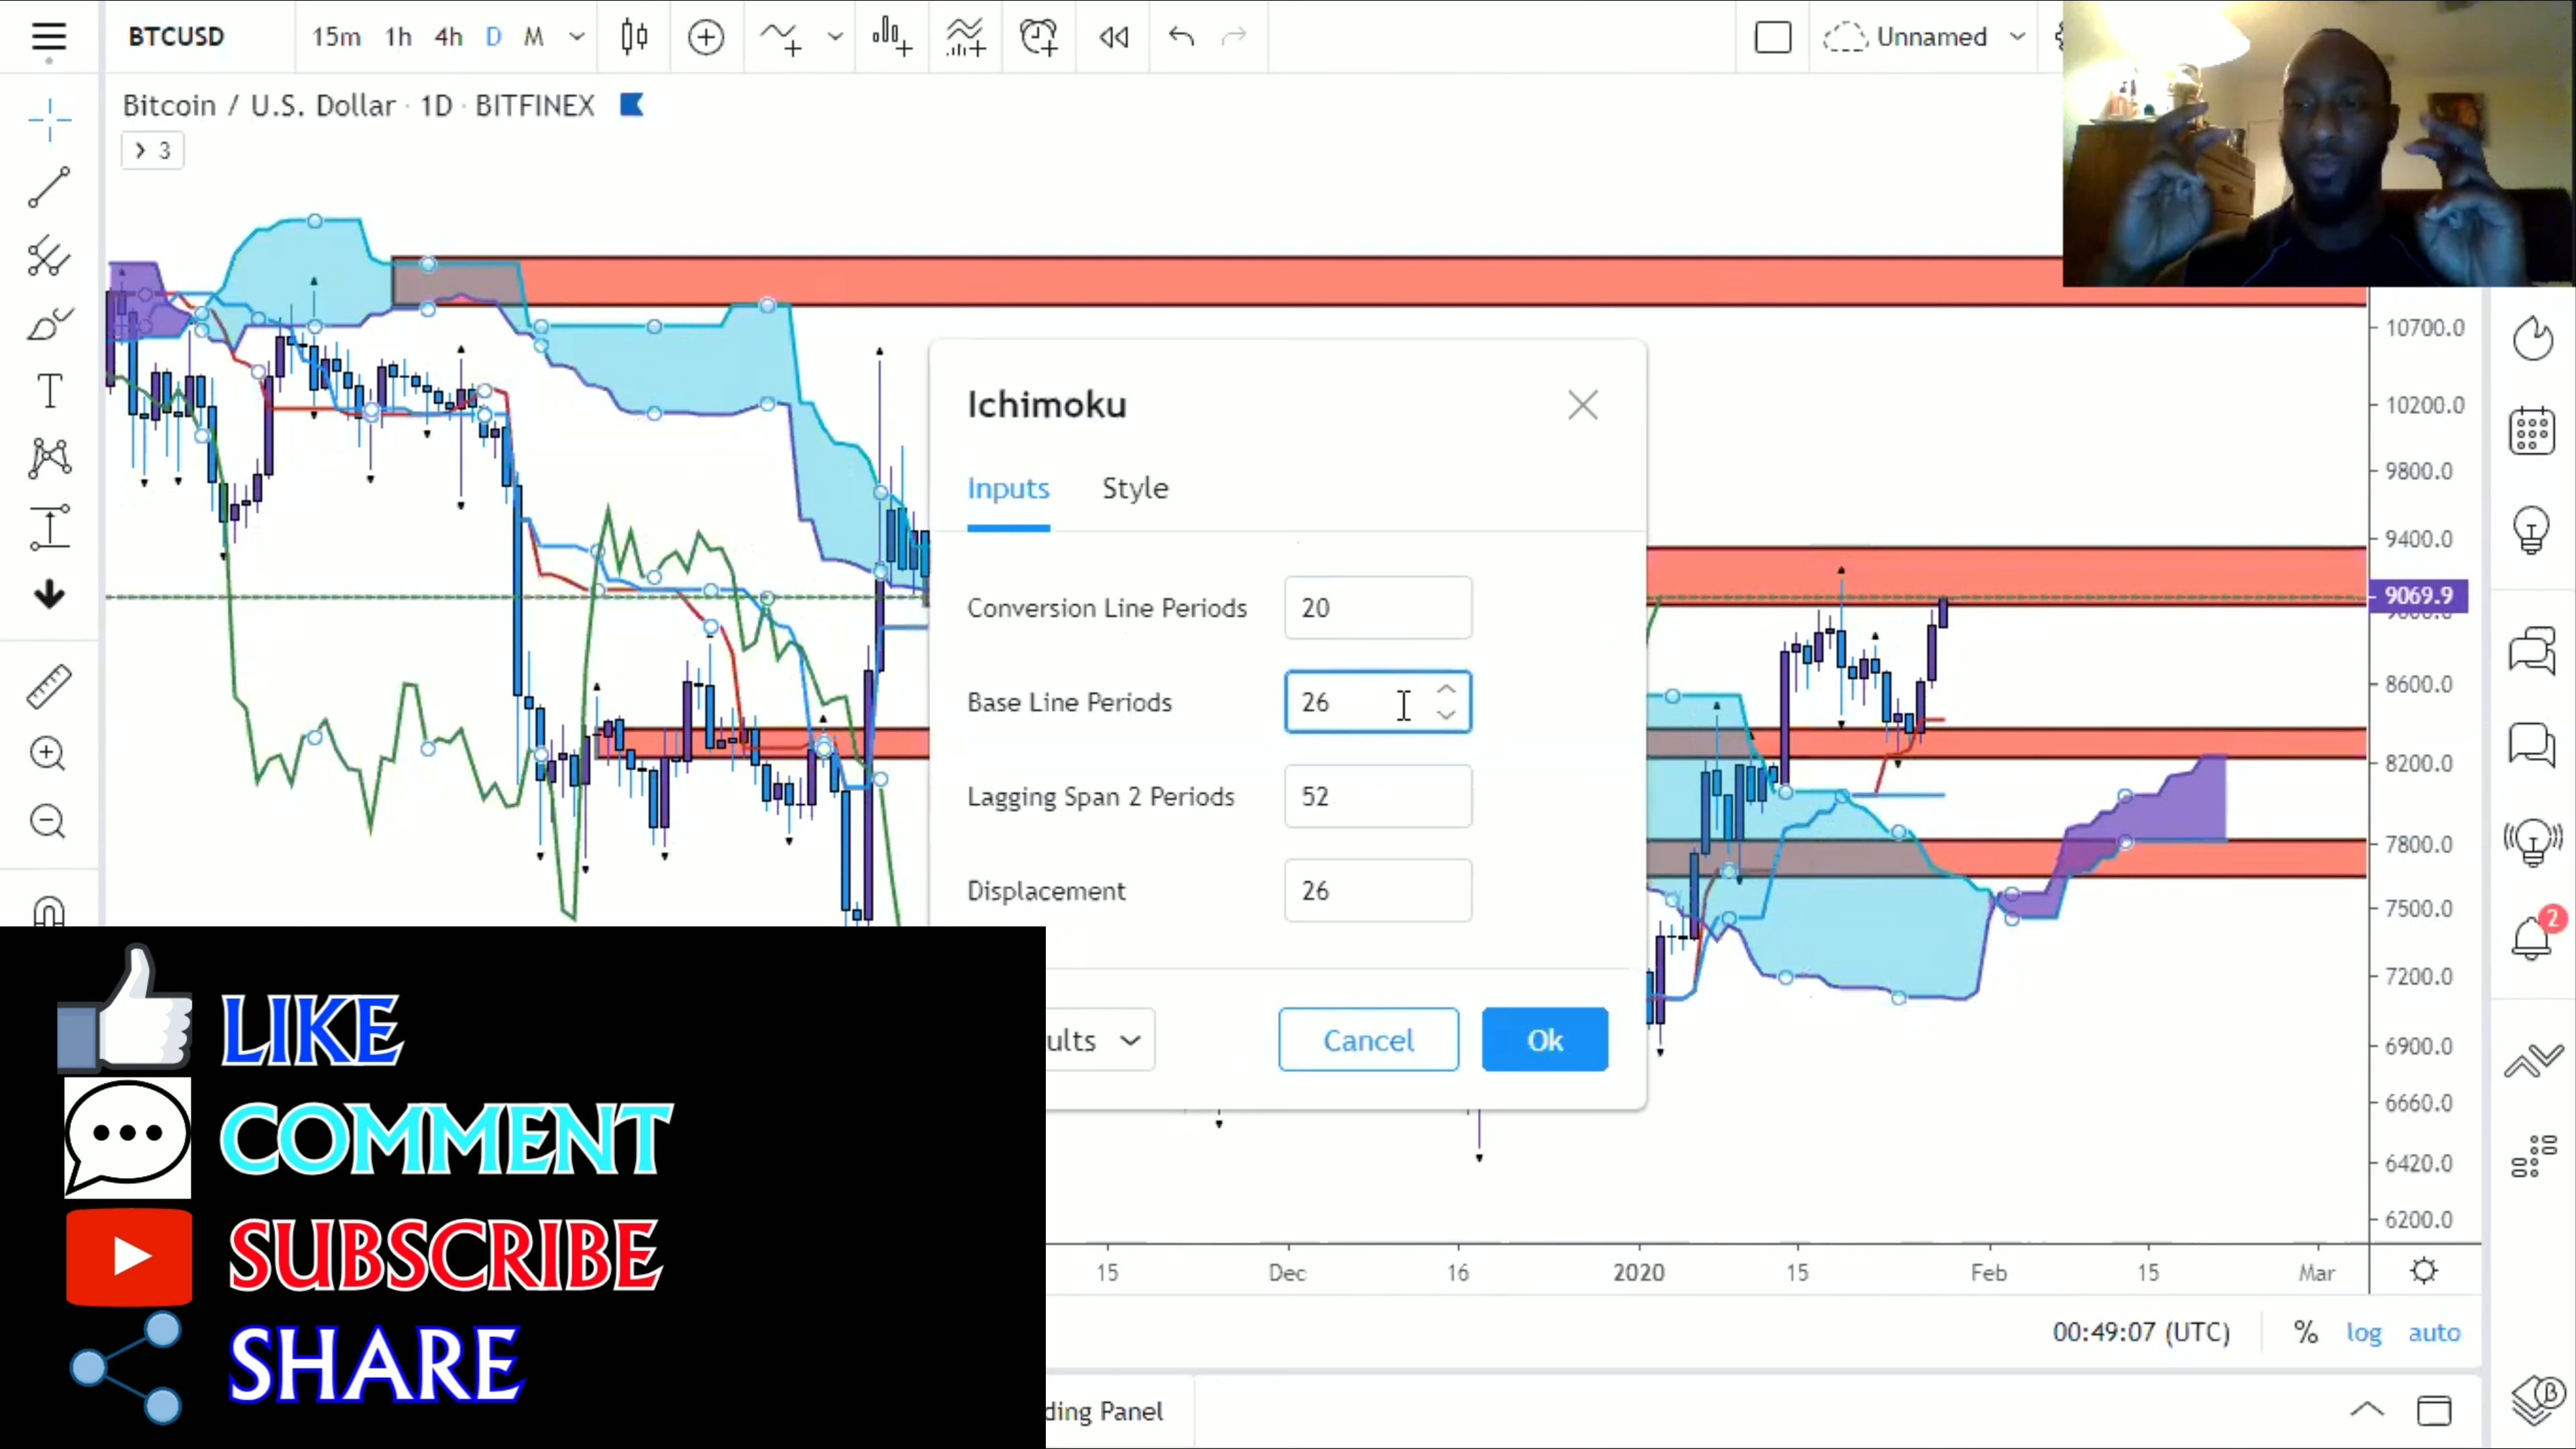 BTCUSD 15m 1h 4h D M Unnamed
Bitcoin / U.S. Dollar · 1D · BITFINEX
3
10700.0
10200.0
9800.0
9400.0
9069.9
8600.0
8200.0
7800.0
7500.0
7200.0
6900.0
6660.0
6420.0
6200.0
Ichimoku
Inputs Style
Conversion Line Periods 20
Base Line Periods 26
Lagging Span 2 Periods 52
Displacement 26
ults Cancel Ok
2
LIKE
COMMENT
SUBSCRIBE
SHARE
15 Dec 16 2020 15 Feb 15 Mar
00:49:07 (UTC) % log auto
ding Panel